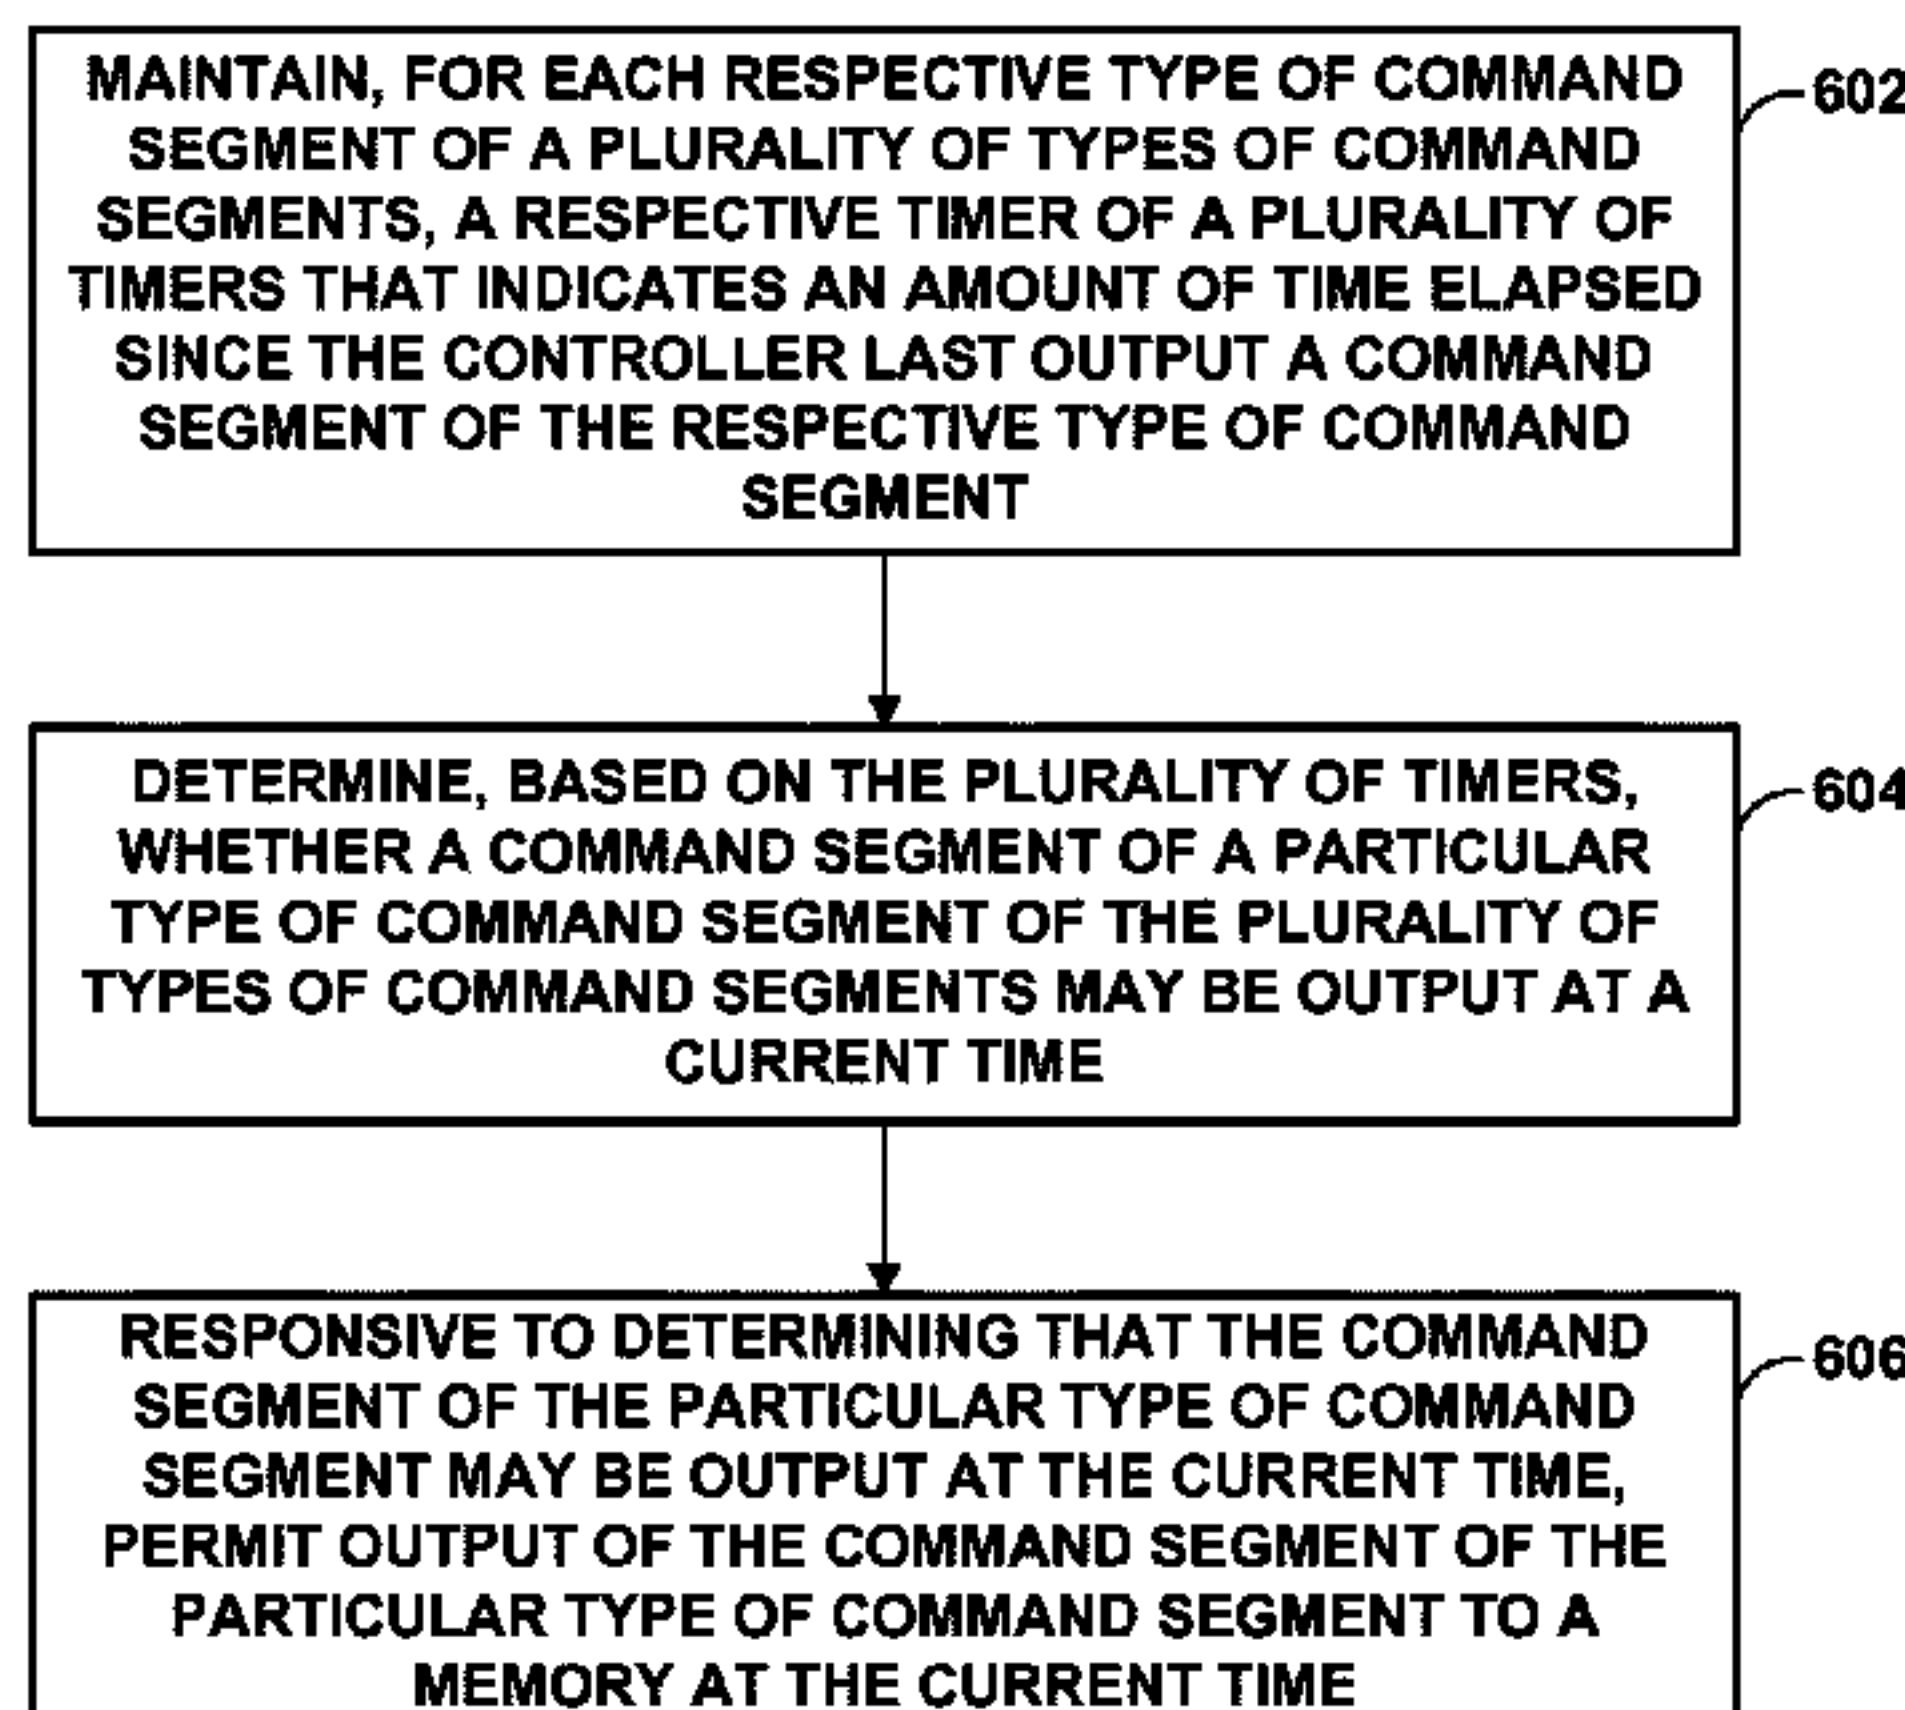 MAINTAIN, FOR EACH RESPECTIVE TYPE OF COMMAND
SEGMENT OF A PLURALITY OF TYPES OF COMMAND
SEGMENTS, A RESPECTIVE TIMER OF A PLURALITY OF
TIMERS THAT INDICATES AN AMOUNT OF TIME ELAPSED
SINCE THE CONTROLLER LAST OUTPUT A COMMAND
SEGMENT OF THE RESPECTIVE TYPE OF COMMAND
SEGMENT
602
DETERMINE, BASED ON THE PLURALITY OF TIMERS,
WHETHER A COMMAND SEGMENT OF A PARTICULAR
TYPE OF COMMAND SEGMENT OF THE PLURALITY OF
TYPES OF COMMAND SEGMENTS MAY BE OUTPUT AT A
CURRENT TIME
604
RESPONSIVE TO DETERMINING THAT THE COMMAND
SEGMENT OF THE PARTICULAR TYPE OF COMMAND
SEGMENT MAY BE OUTPUT AT THE CURRENT TIME,
PERMIT OUTPUT OF THE COMMAND SEGMENT OF THE
PARTICULAR TYPE OF COMMAND SEGMENT TO A
MEMORY AT THE CURRENT TIME
606